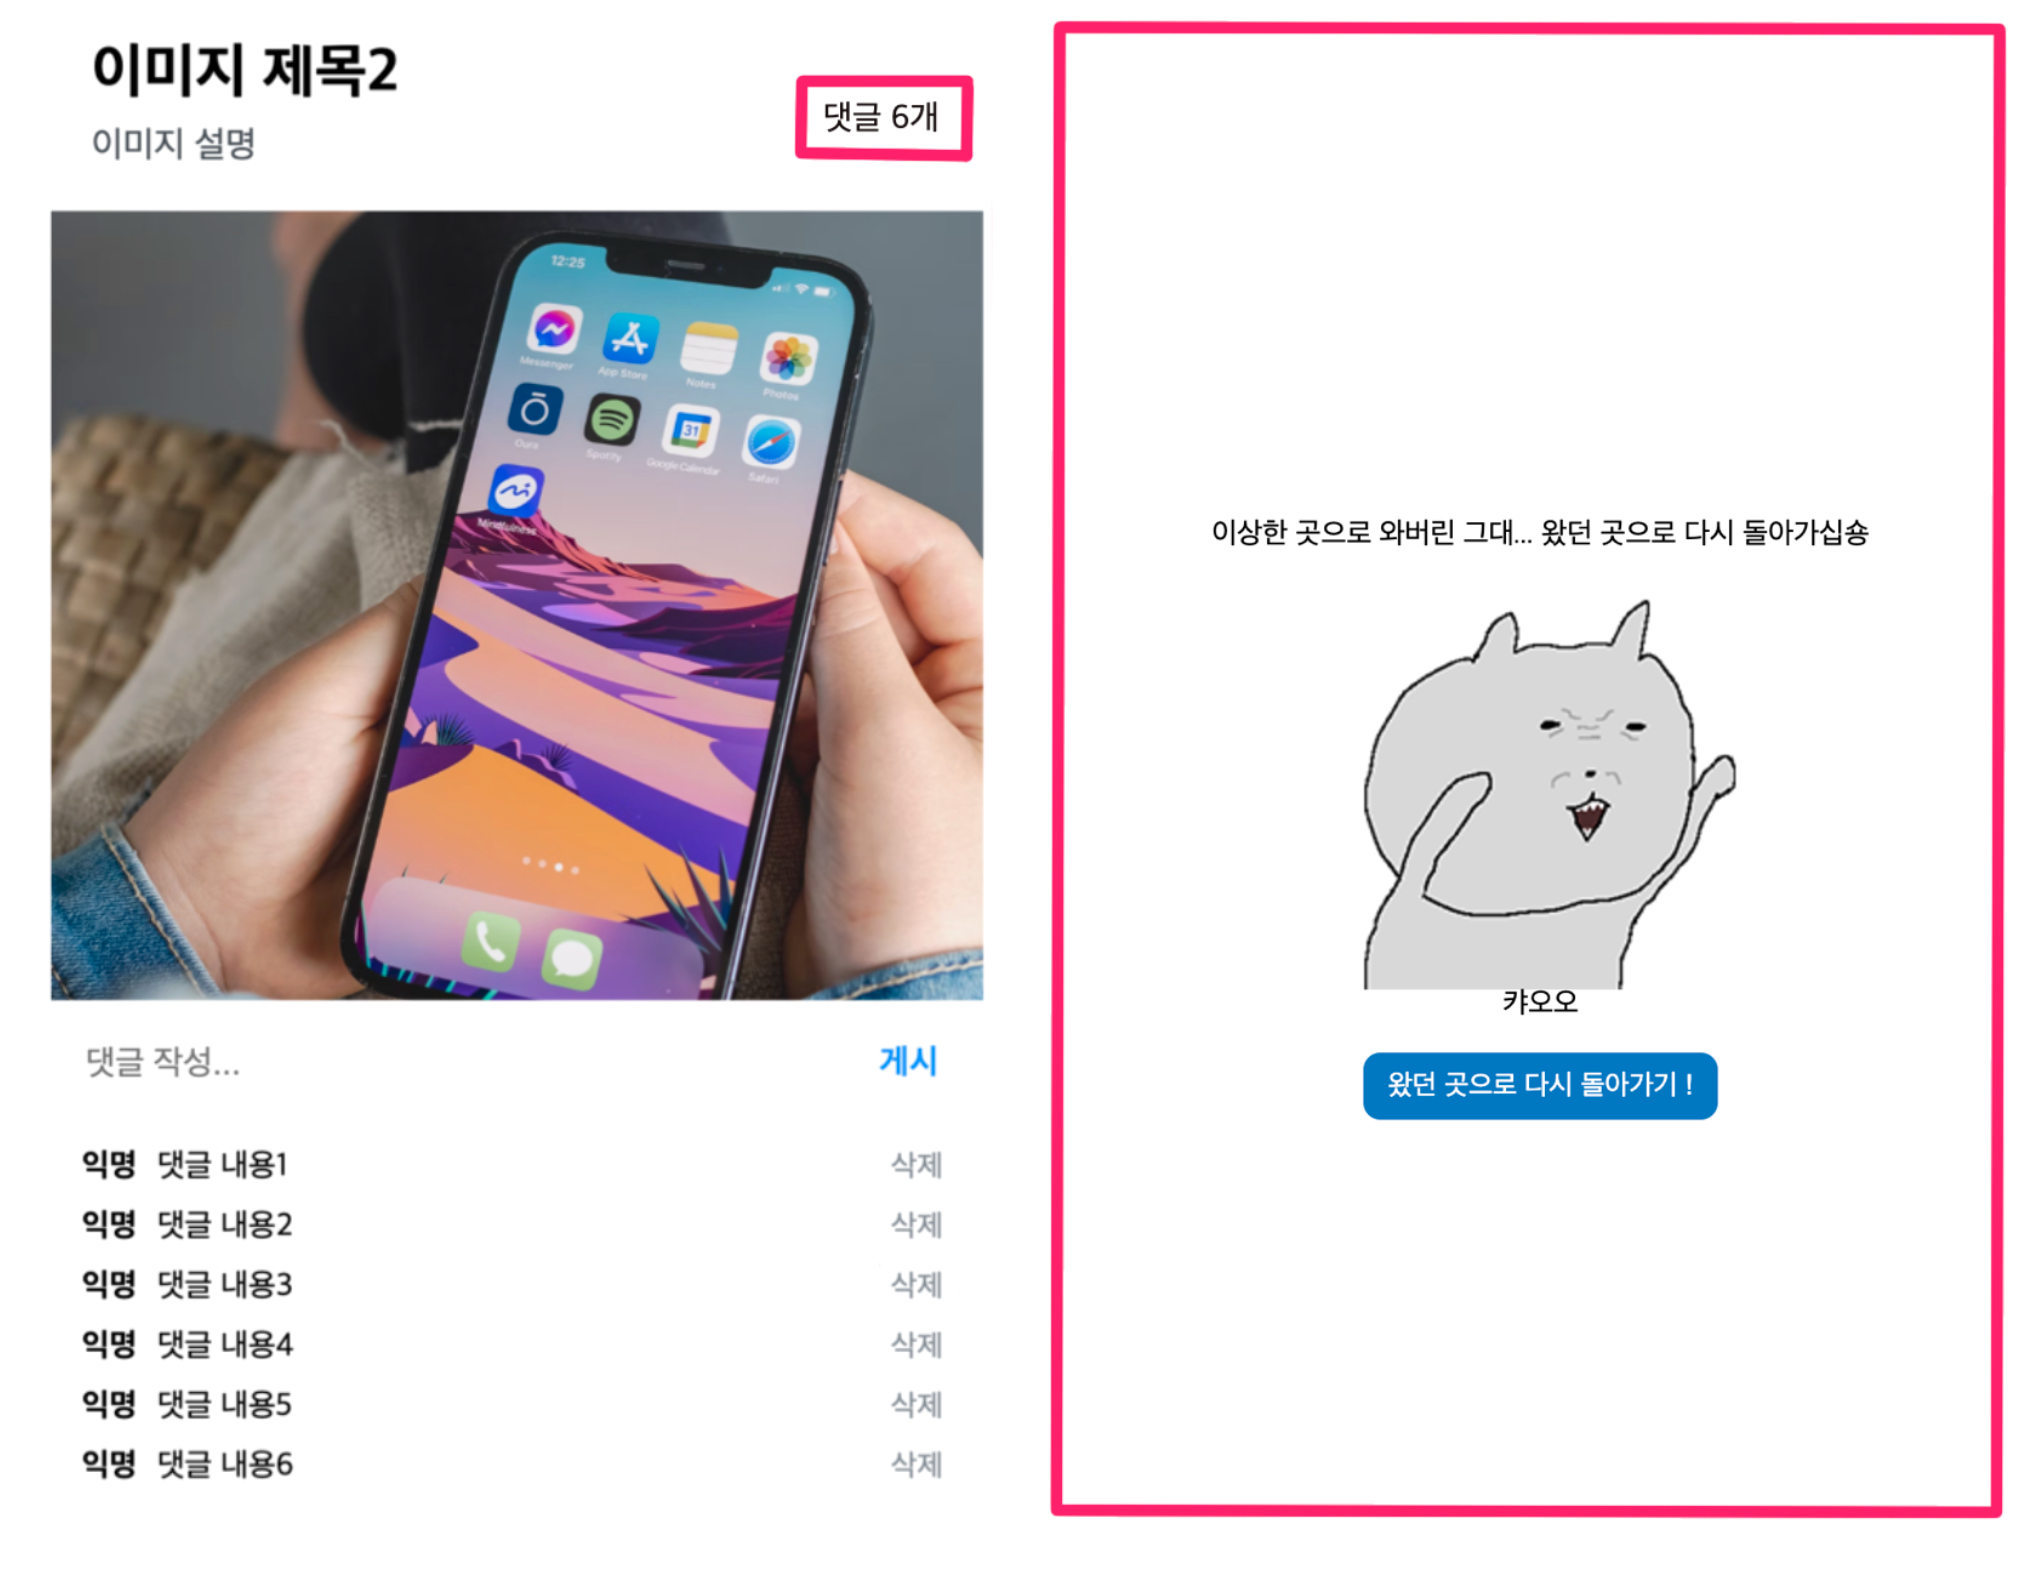 이미지 제목2
이미지 설명
댓글 6개
12:25
Messenger
App Store
Notes
Photos
Oura
Spotify
31
Google Calendar
Safari
Mindfulness
댓글 작성...
게시
익명 댓글 내용1 삭제
익명 댓글 내용2 삭제
익명 댓글 내용3 삭제
익명 댓글 내용4 삭제
익명 댓글 내용5 삭제
익명 댓글 내용6 삭제
이상한 곳으로 와버린 그대... 왔던 곳으로 다시 돌아가십숑
캬오오
왔던 곳으로 다시 돌아가기 !